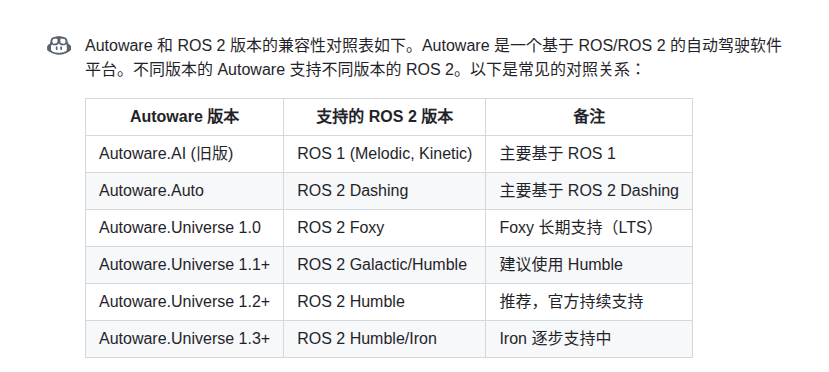 Autoware 和 ROS 2 版本的兼容性对照表如下。Autoware 是一个基于 ROS/ROS 2 的自动驾驶软件
平台。不同版本的 Autoware 支持不同版本的 ROS 2。以下是常见的对照关系：
Autoware 版本 支持的 ROS 2 版本 备注
Autoware.AI (旧版) ROS 1 (Melodic, Kinetic) 主要基于 ROS 1
Autoware.Auto ROS 2 Dashing 主要基于 ROS 2 Dashing
Autoware.Universe 1.0 ROS 2 Foxy Foxy 长期支持（LTS）
Autoware.Universe 1.1+ ROS 2 Galactic/Humble 建议使用 Humble
Autoware.Universe 1.2+ ROS 2 Humble 推荐，官方持续支持
Autoware.Universe 1.3+ ROS 2 Humble/Iron Iron 逐步支持中